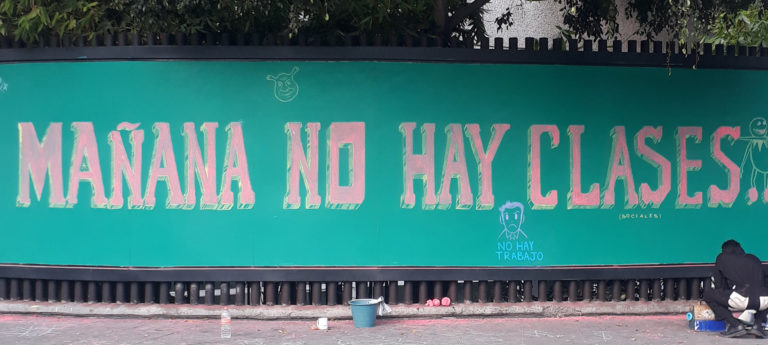 MAÑANA NO HAY CLASES
(SOCIALES)
NO HAY
TRABAJO